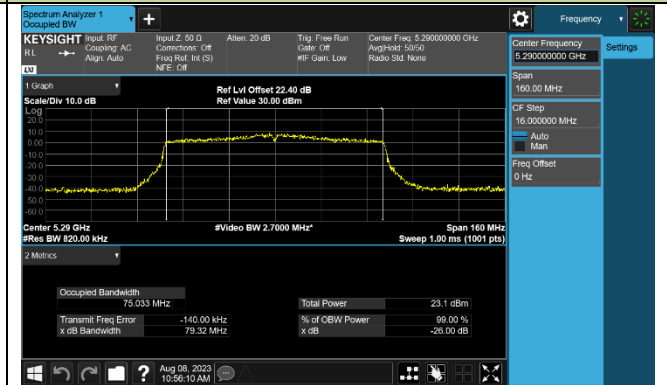 Spectrum Analyzer 1
Occupied BW
+
Frequency
KEYSIGHT
R L
LXI
Input: RF
Coupling: AC
Align: Auto
Input Z: 50 Ω
Corrections: Off
Freq Ref: Int (S)
NFE: Off
Atten: 20 dB
Trig: Free Run
Gate: Off
#IF Gain: Low
Center Freq: 5.290000000 GHz
Avg|Hold: 50/50
Radio Std: None
Center Frequency
5.290000000 GHz
Settings
Span
160.00 MHz
CF Step
16.000000 MHz
Auto
Man
Freq Offset
0 Hz
1 Graph
Scale/Div 10.0 dB
Ref Lvl Offset 22.40 dB
Ref Value 30.00 dBm
Log
20.0
10.0
0.00
-10.0
-20.0
-30.0
-40.0
-50.0
-60.0
Center 5.29 GHz
#Video BW 2.7000 MHz*
Span 160 MHz
#Res BW 820.00 kHz
Sweep 1.00 ms (1001 pts)
2 Metrics
Occupied Bandwidth
75.033 MHz
Total Power
23.1 dBm
Transmit Freq Error
-140.00 kHz
% of OBW Power
99.00 %
x dB Bandwidth
79.32 MHz
x dB
-26.00 dB
?
Aug 08, 2023
10:56:10 AM